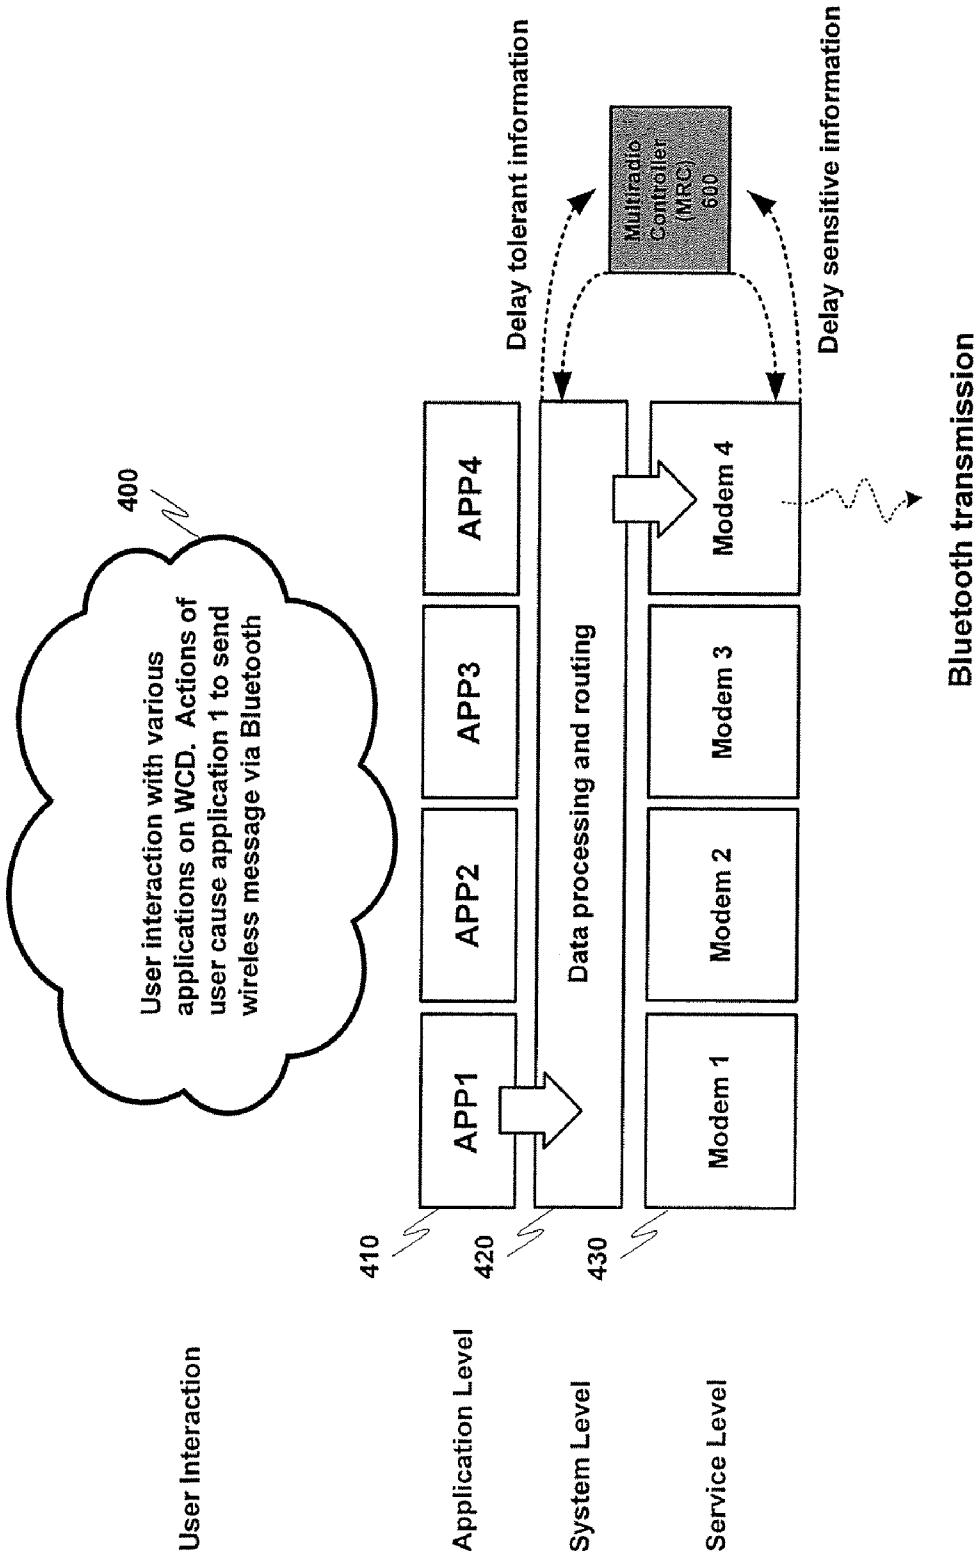 400
User interaction with various
applications on WCD. Actions of
user cause application 1 to send
wireless message via Bluetooth
User Interaction
410
Application Level
APP1
APP2
APP3
APP4
420
System Level
Data processing and routing
430
Service Level
Modem 1
Modem 2
Modem 3
Modem 4
Delay tolerant information
Multiradio
Controller
(MRC)
600
Delay sensitive information
Bluetooth transmission